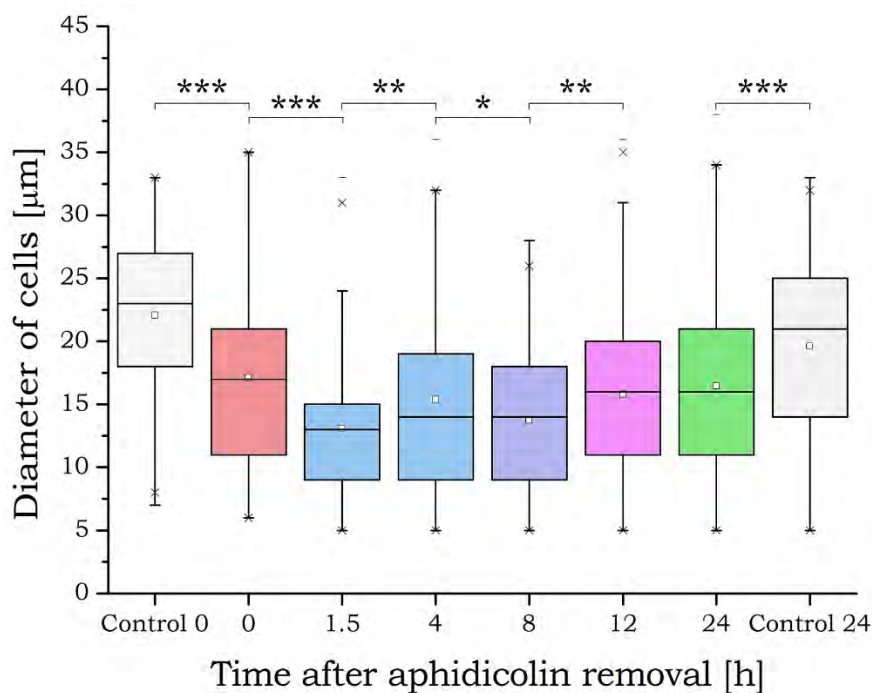 45
40
35
30
25
20
15
10
5
0
Diameter of cells [μm]
*** *** ** * ** ***
Control 0 0 1.5 4 8 12 24 Control 24
Time after aphidicolin removal [h]